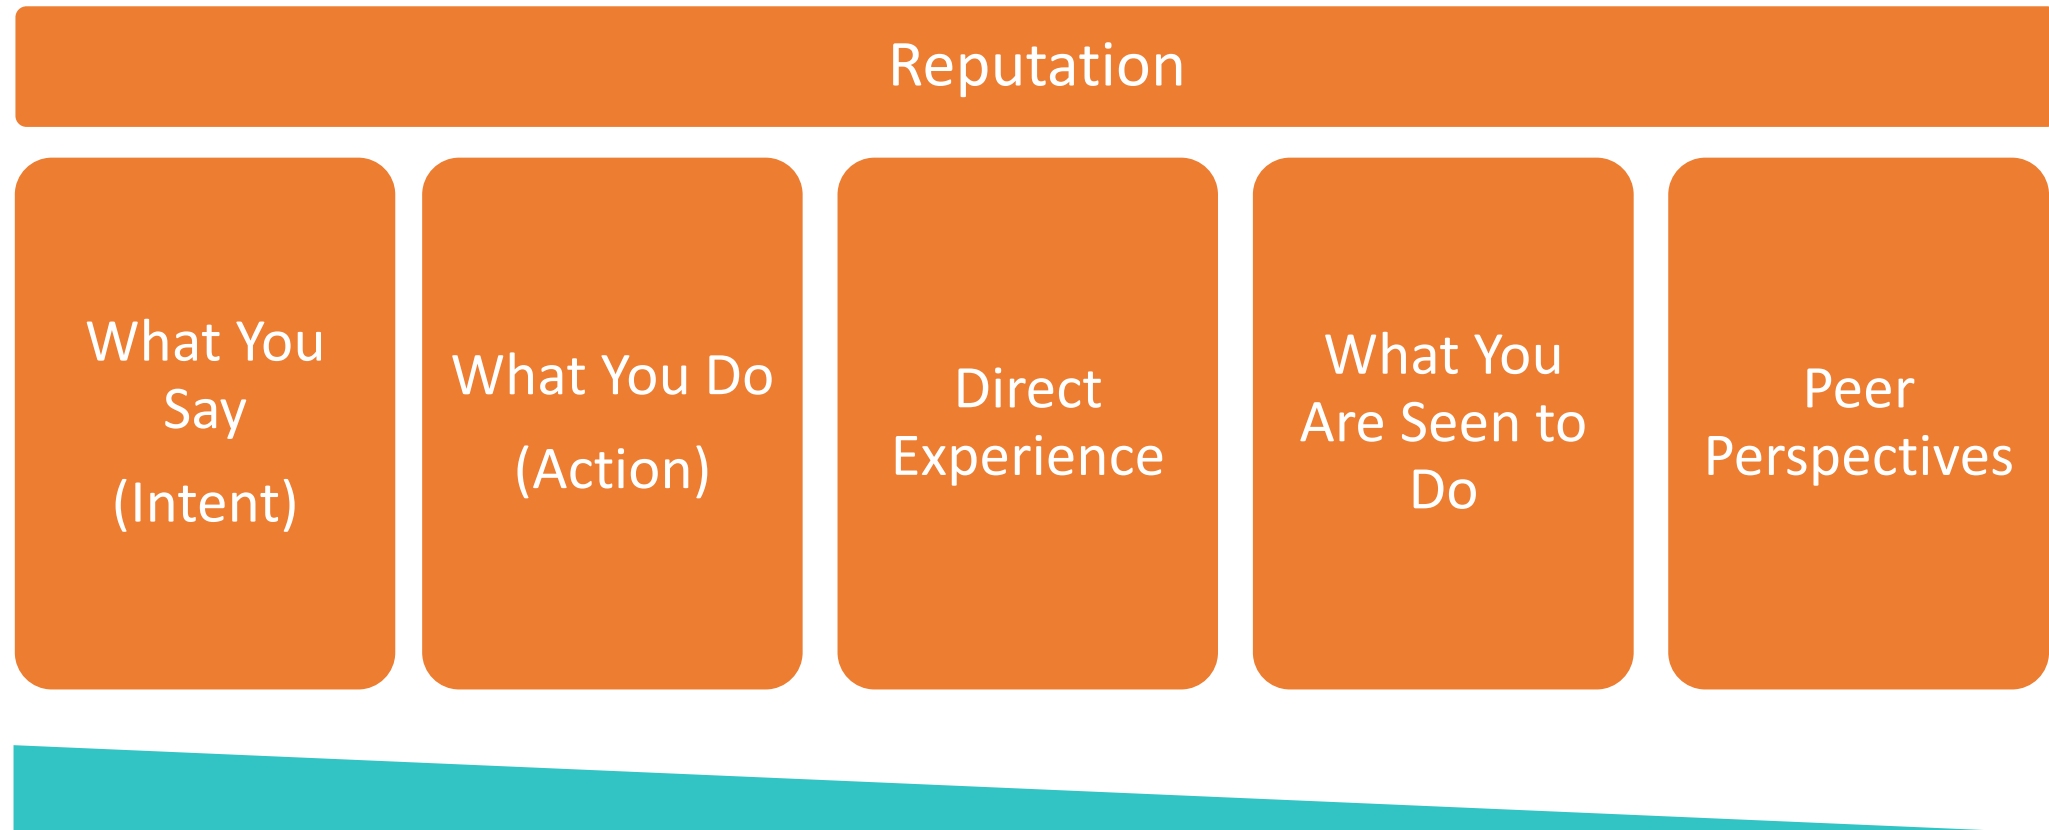 Reputation
What You
Say
(Intent)
What You Do
(Action)
Direct
Experience
What You
Are Seen to
Do
Peer
Perspectives